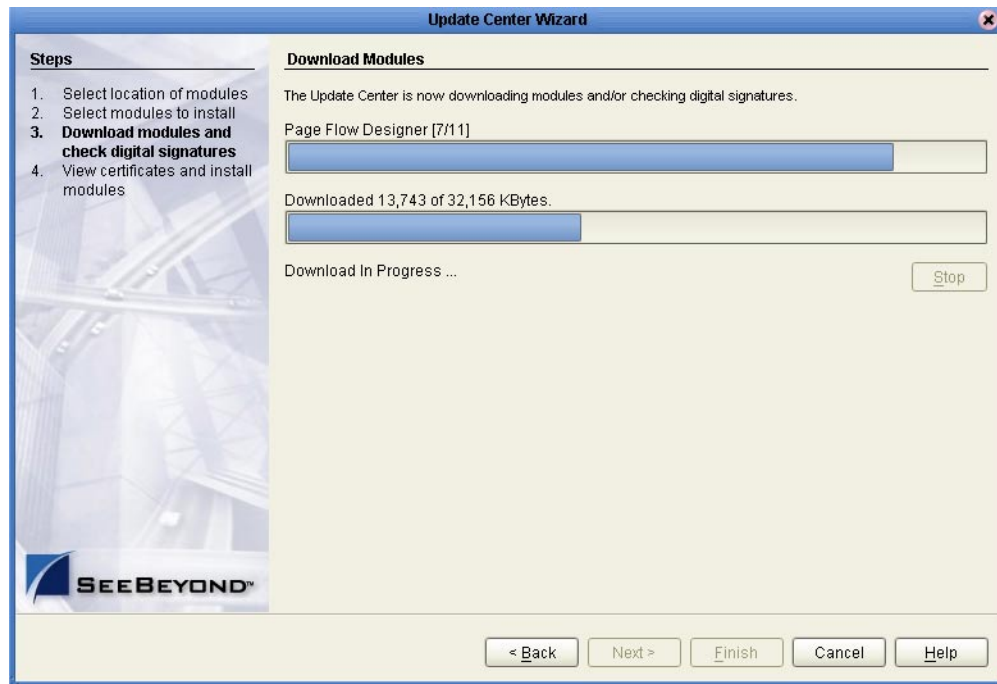 Update Center Wizard
Steps
1. Select location of modules
2. Select modules to install
3. Download modules and
check digital signatures
4. View certificates and install
modules
Download Modules
The Update Center is now downloading modules and/or checking digital signatures.
Page Flow Designer [7/11]
Downloaded 13,743 of 32,156 KBytes.
Download In Progress ...
Stop
SEEBEYOND™
< Back
Next >
Finish
Cancel
Help